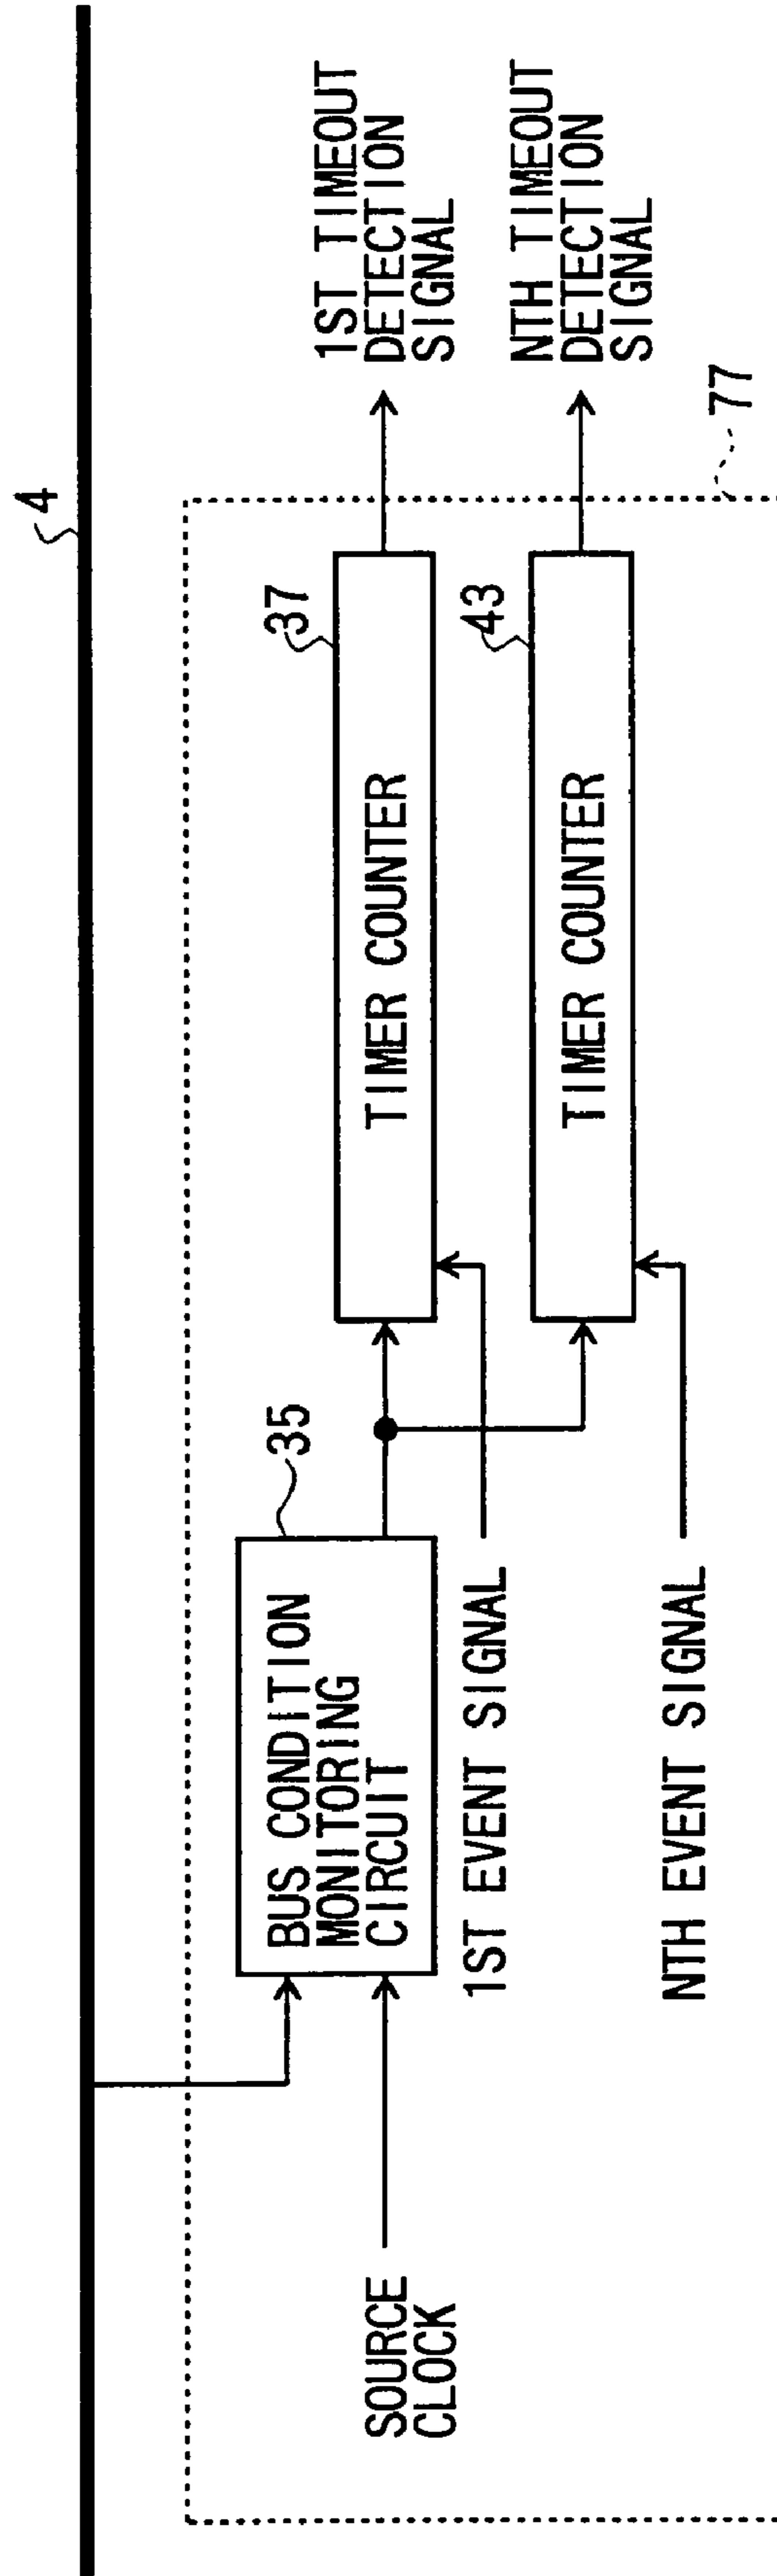 4
SOURCE
CLOCK
BUS CONDITION
MONITORING
CIRCUIT
35
1ST EVENT SIGNAL
TIMER COUNTER
37
1ST TIMEOUT
DETECTION
SIGNAL
NTH EVENT SIGNAL
TIMER COUNTER
43
NTH TIMEOUT
DETECTION
SIGNAL
77